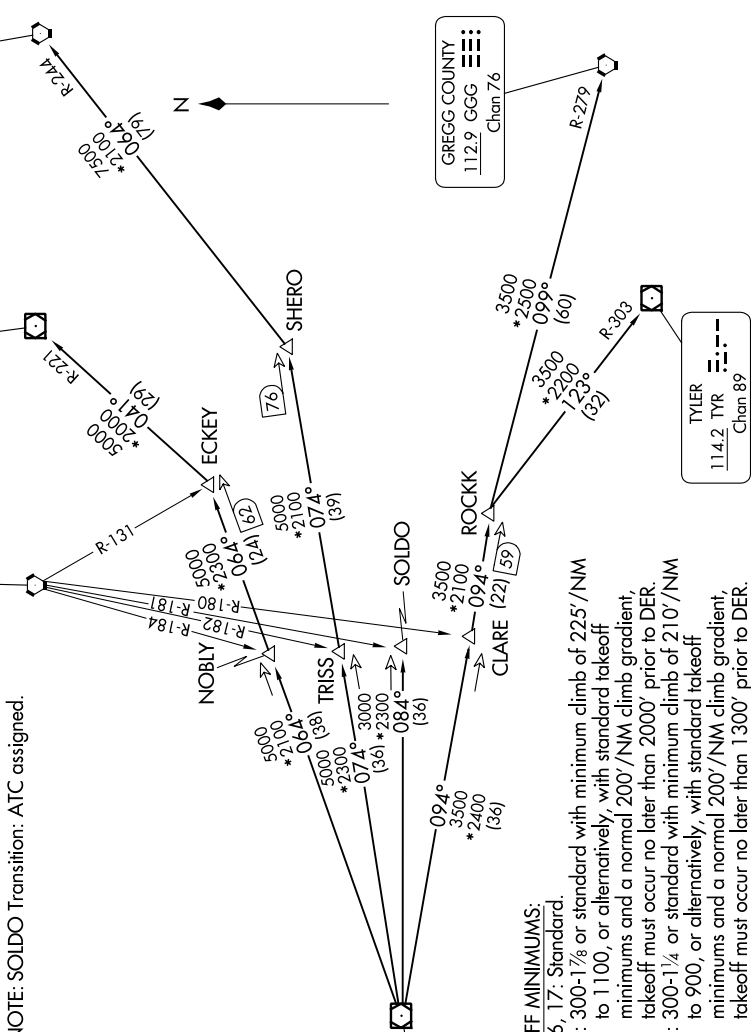 NOTE: SOLDO Transition: ATC assigned.
R-244
7500
*2100
064°
(79)
N
GREGG COUNTY
112.9 GGG
Chan 76
R-279
R-221
5000
*2000
041°
(29)
SHERO
76
3500
*2500
099°
(60)
R-303
3500
*2200
123°
(32)
TYLER
114.2 TYR
Chan 89
R-131
ECKEY
62
5000
*2300
064°
(24)
5000
*2100
074°
(39)
ROCKK
59
3500
*2100
094°
(22)
SOLDO
R-180
R-181
R-182
R-184
NOBLY
TRISS
CLARE
5000
*2100
064°
(38)
5000
*2300
074°
(36)
3000
*2300
084°
(36)
094°
3500
*2400
(36)
FF MINIMUMS:
6, 17: Standard.
: 300-1⅞ or standard with minimum climb of 225'/NM
to 1100, or alternatively, with standard takeoff
minimums and a normal 200'/NM climb gradient,
takeoff must occur no later than 2000' prior to DER.
: 300-1¼ or standard with minimum climb of 210'/NM
to 900, or alternatively, with standard takeoff
minimums and a normal 200'/NM climb gradient,
takeoff must occur no later than 1300' prior to DER.